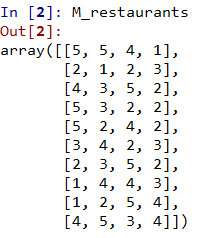 In [2]: M_restaurants
Out[2]:
array([[5, 5, 4, 1],
       [2, 1, 2, 3],
       [4, 3, 5, 2],
       [5, 3, 2, 2],
       [5, 2, 4, 2],
       [3, 4, 2, 3],
       [2, 3, 5, 2],
       [1, 4, 4, 3],
       [1, 2, 5, 4],
       [4, 5, 3, 4]])